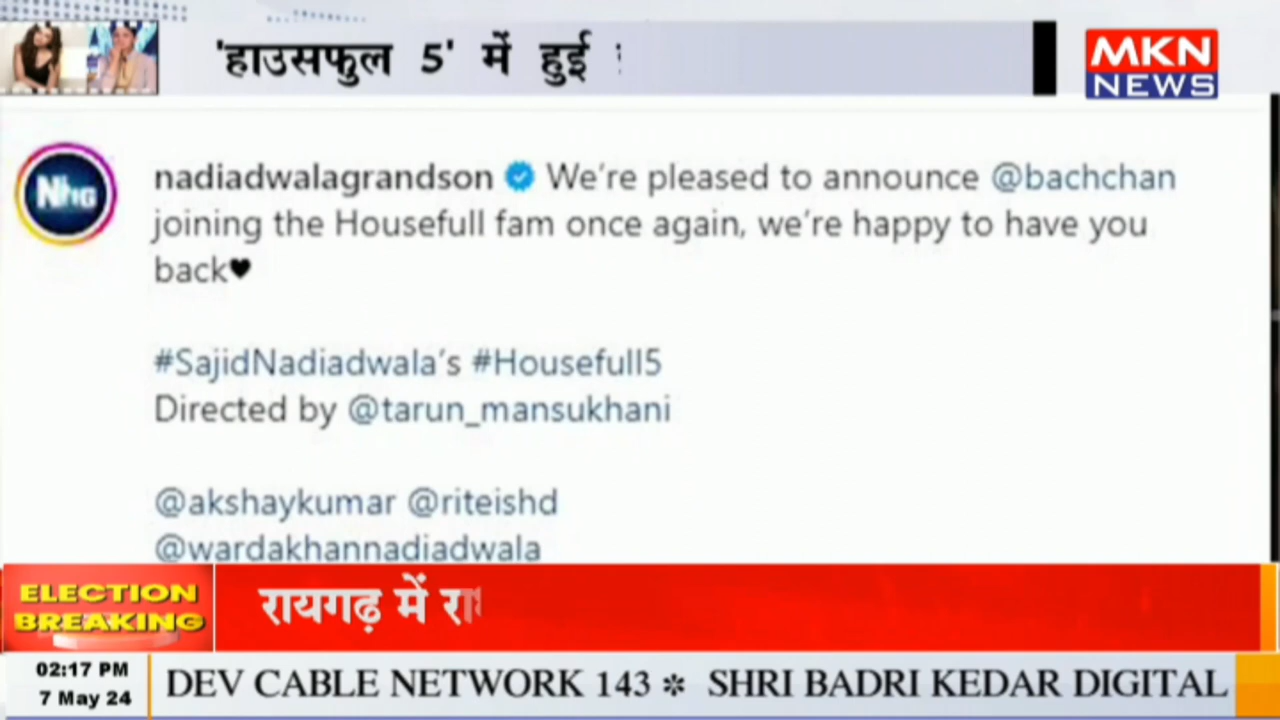 'हाउसफुल 5' में हुई
MKN
NEWS
NHG
nadiadwalagrandson We're pleased to announce @bachchan
joining the Housefull fam once again, we're happy to have you
back♥
#SajidNadiadwala's #Housefull5
Directed by @tarun_mansukhani
@akshaykumar @riteishd
@wardakhannadiadwala
ELECTION
BREAKING
रायगढ़ में
02:17 PM
7 May 24
DEV CABLE NETWORK 143 ✻ SHRI BADRI KEDAR DIGITAL